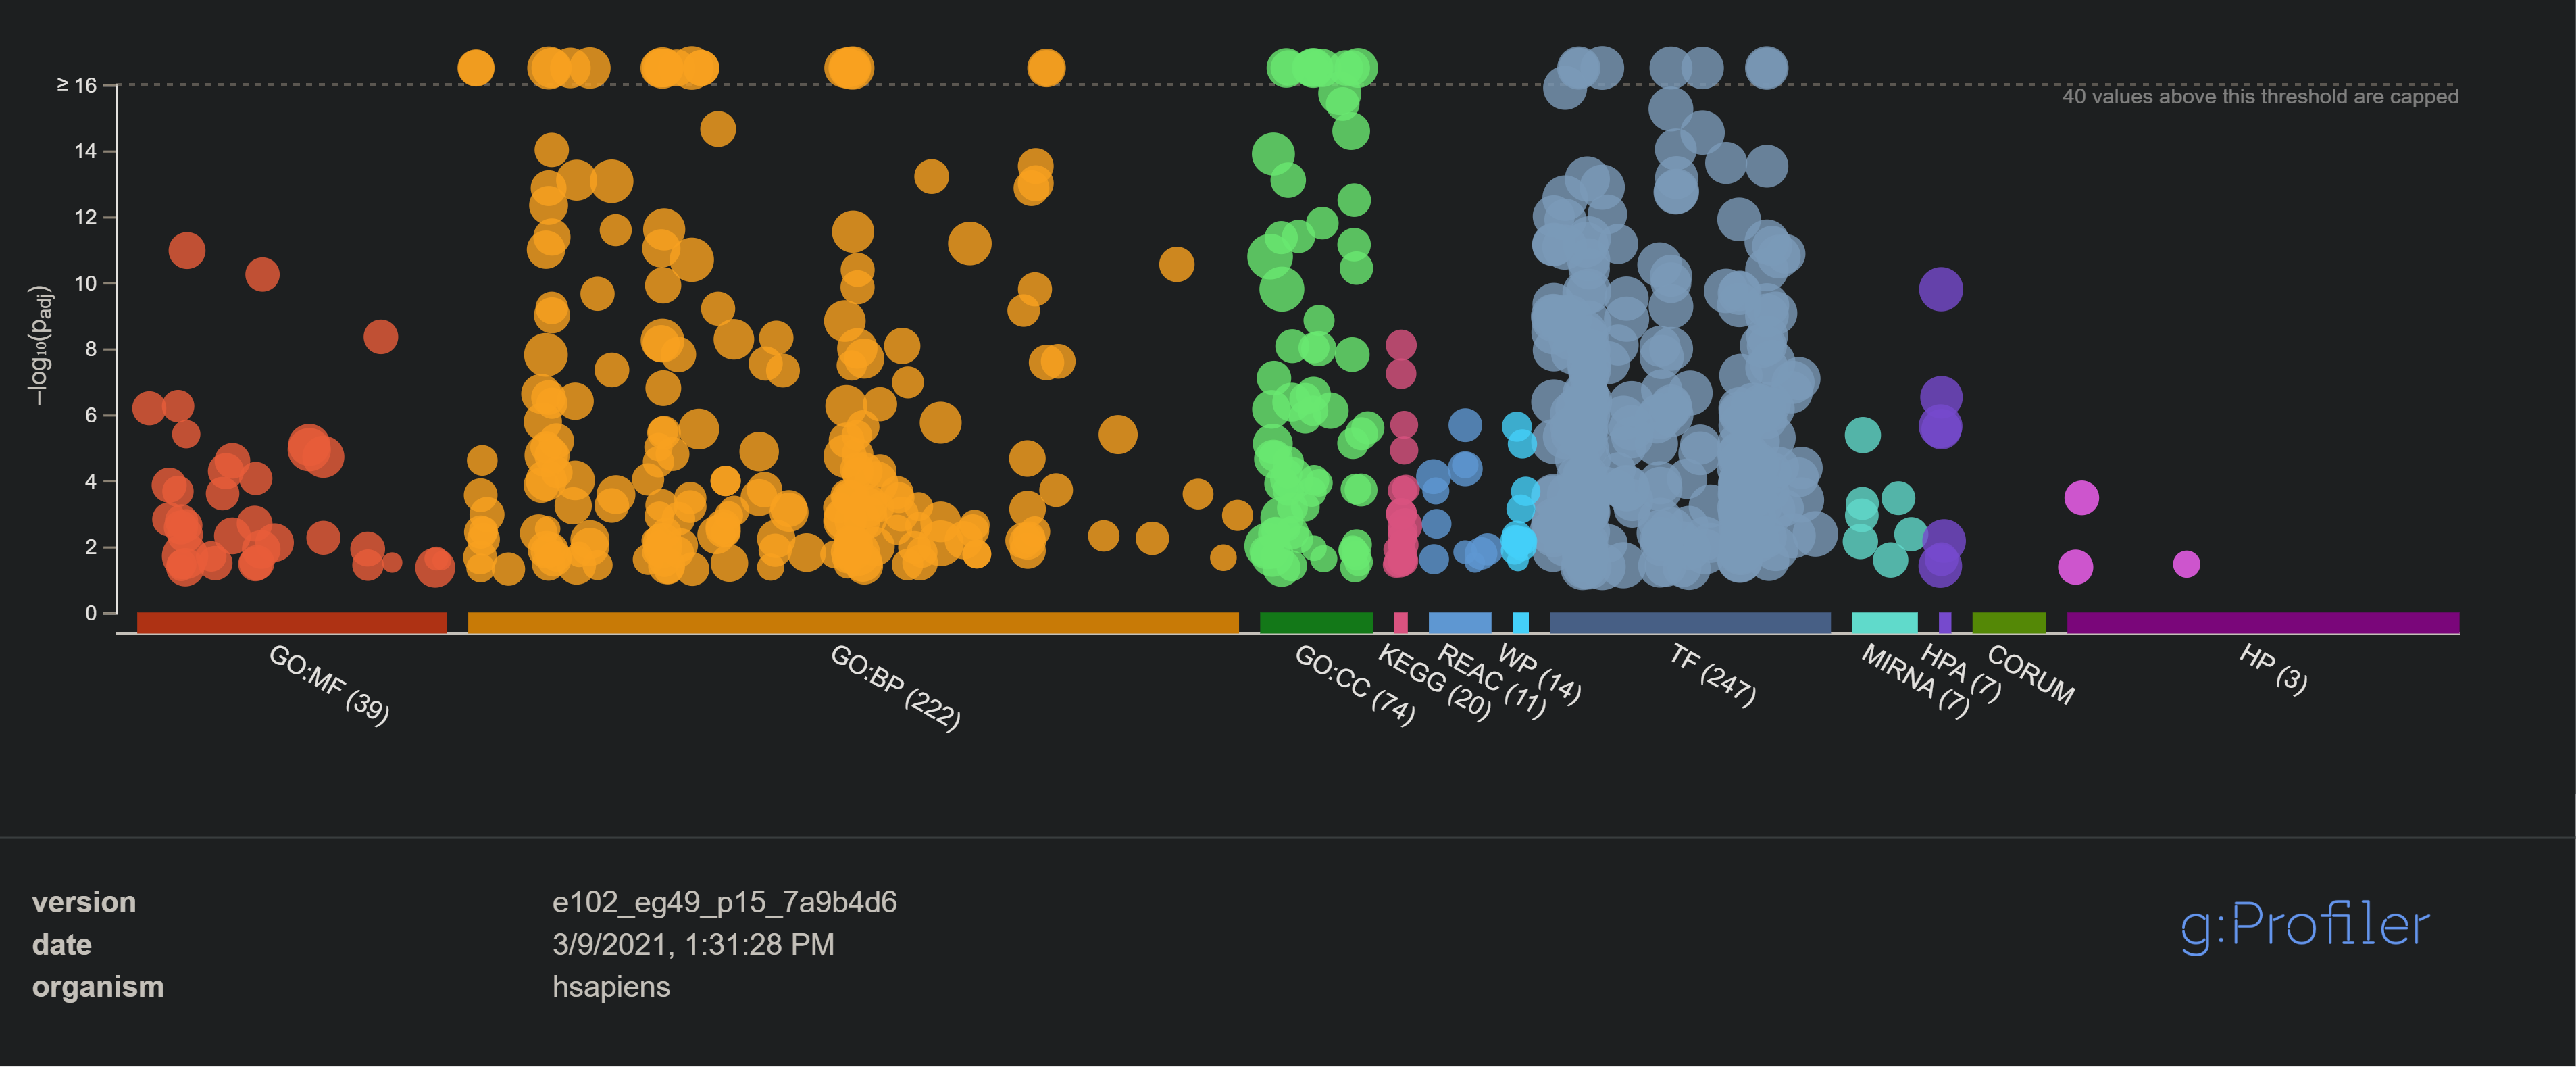 ≥ 16
40 values above this threshold are capped
14
12
10
8
6
4
2
0
−log₁₀(padj)
GO:MF (39)
GO:BP (222)
GO:CC (74)
KEGG (20)
REAC (11)
WP (14)
TF (247)
MIRNA (7)
HPA (7)
CORUM
HP (3)
version e102_eg49_p15_7a9b4d6
date 3/9/2021, 1:31:28 PM
organism hsapiens
g:Profiler